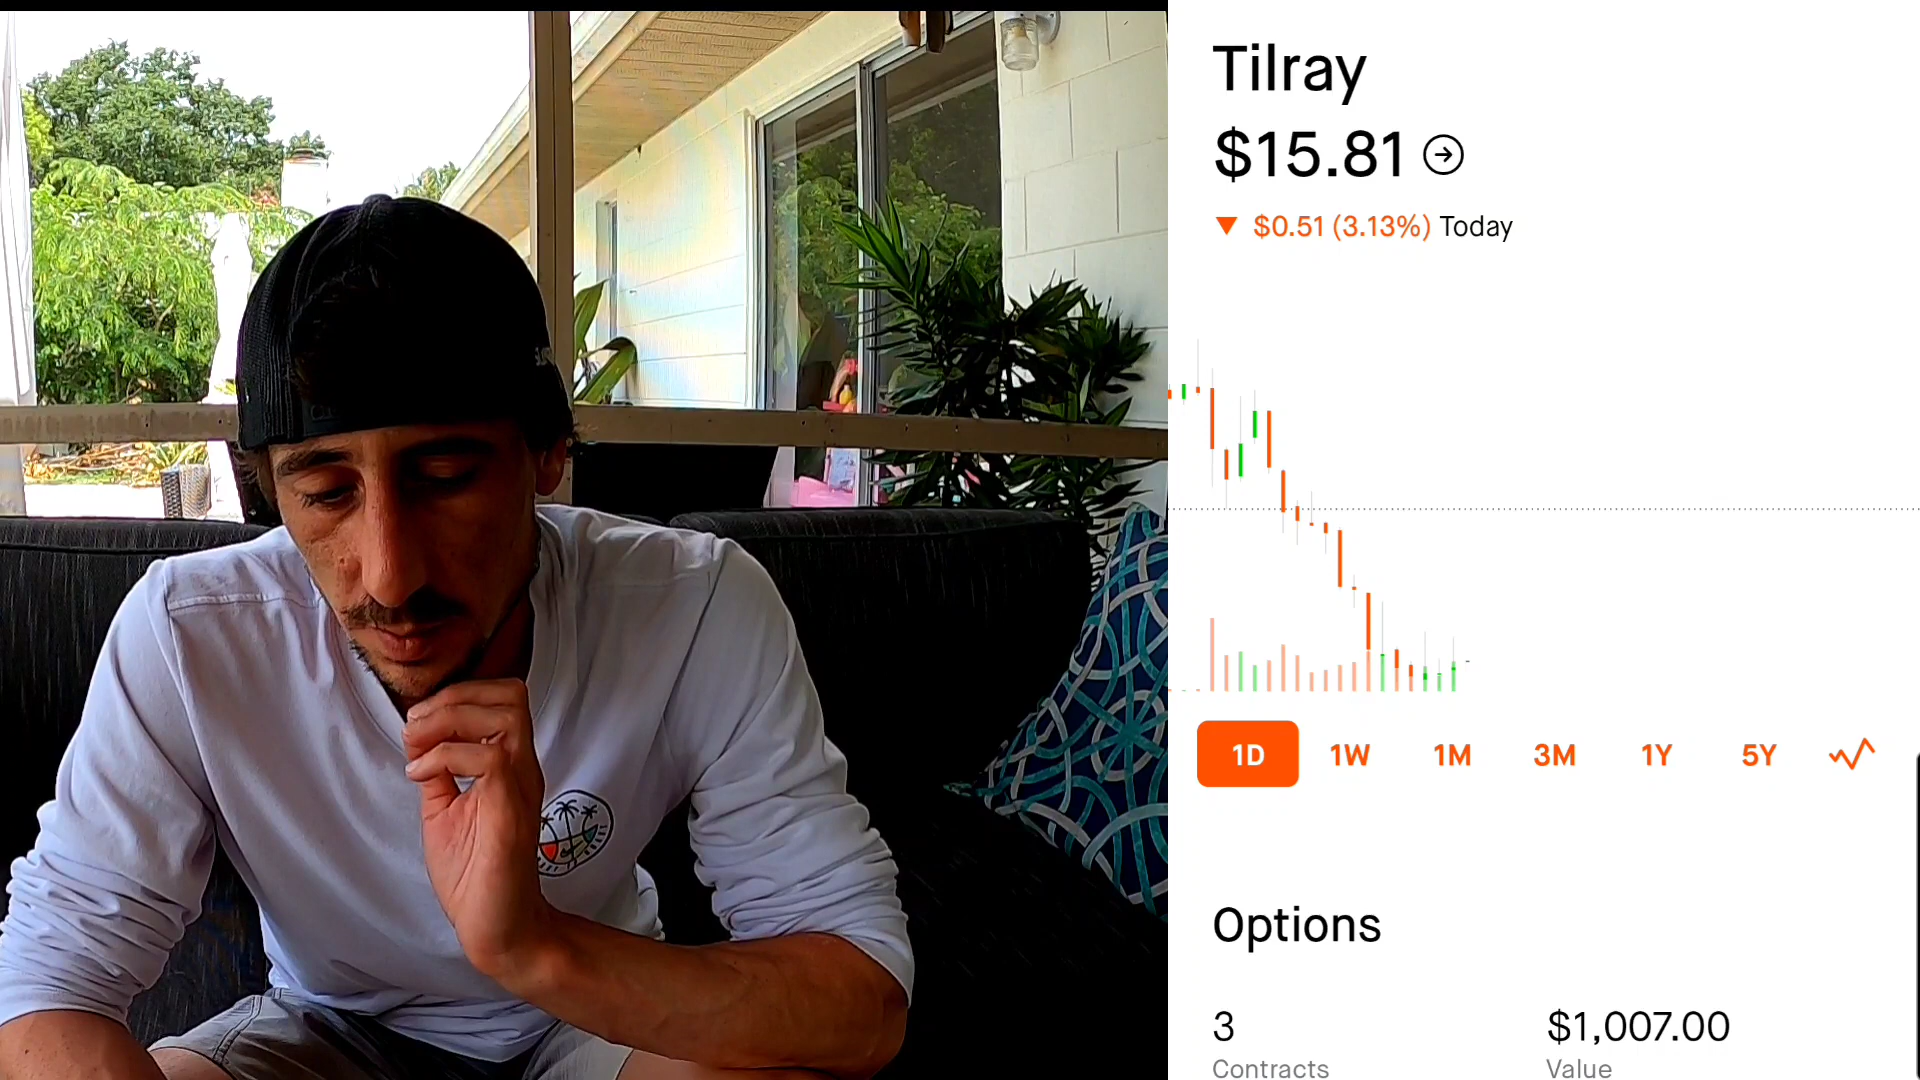 Tilray
$15.81
$0.51 (3.13%) Today
1D 1W 1M 3M 1Y 5Y
Options
3 $1,007.00
Contracts Value